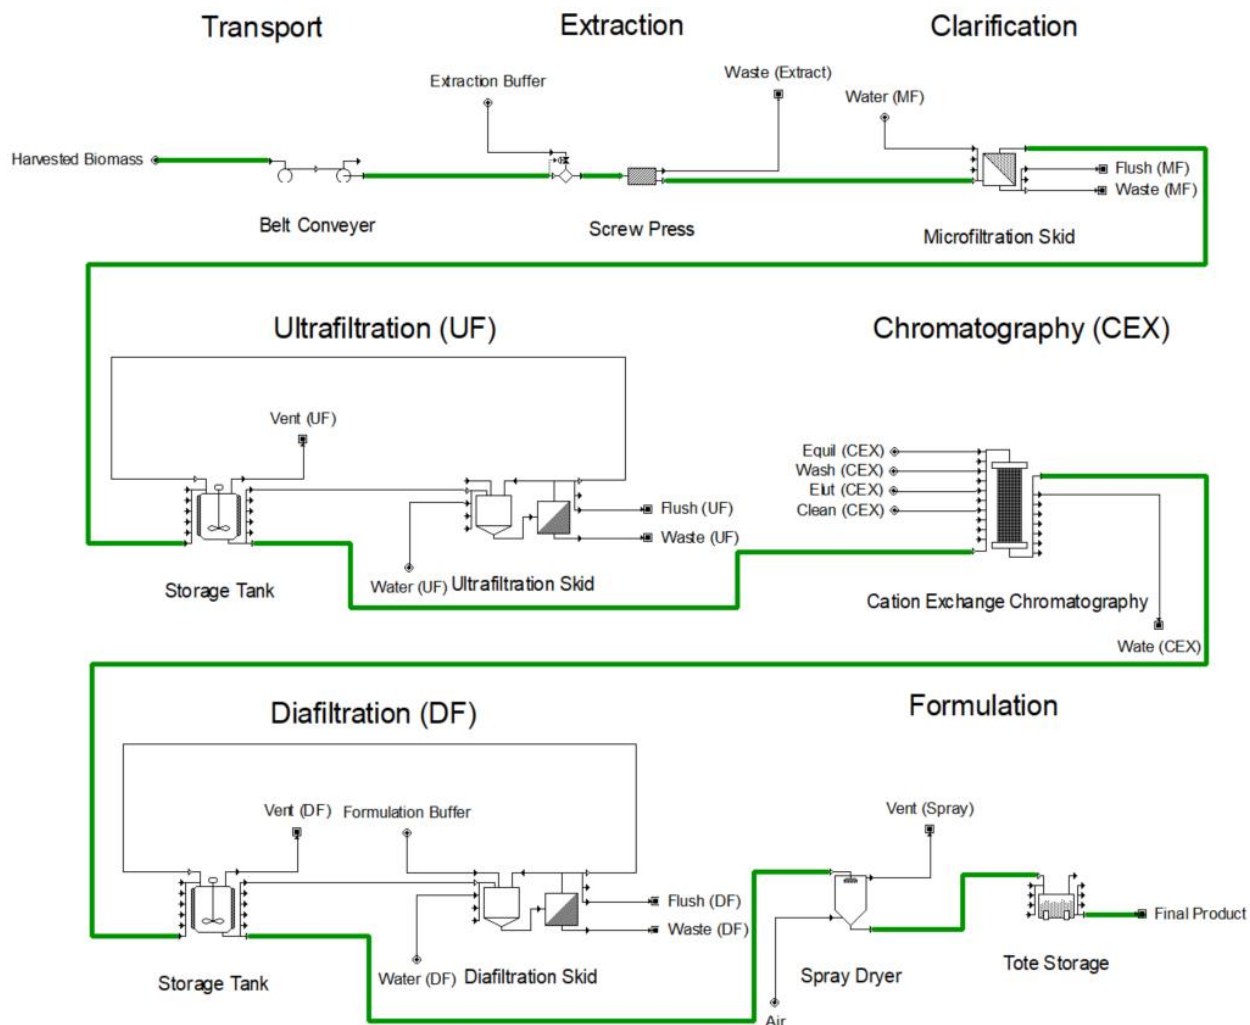 Transport
Extraction
Clarification
Waste (Extract)
Extraction Buffer
Water (MF)
Harvested Biomass
Flush (MF)
Waste (MF)
Belt Conveyer
Screw Press
Microfiltration Skid
Ultrafiltration (UF)
Chromatography (CEX)
Vent (UF)
Equil (CEX)
Wash (CEX)
Elut (CEX)
Clean (CEX)
Flush (UF)
Waste (UF)
Water (UF)
Ultrafiltration Skid
Storage Tank
Cation Exchange Chromatography
Wate (CEX)
Diafiltration (DF)
Formulation
Vent (DF)
Formulation Buffer
Vent (Spray)
Flush (DF)
Waste (DF)
Final Product
Water (DF)
Diafiltration Skid
Storage Tank
Spray Dryer
Tote Storage
Air